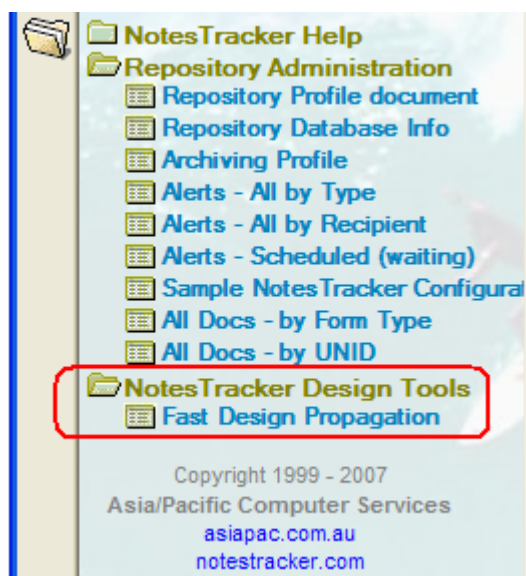 NotesTracker Help
Repository Administration
Repository Profile document
Repository Database Info
Archiving Profile
Alerts - All by Type
Alerts - All by Recipient
Alerts - Scheduled (waiting)
Sample NotesTracker Configurat
All Docs - by Form Type
All Docs - by UNID
NotesTracker Design Tools
Fast Design Propagation
Copyright 1999 - 2007
Asia/Pacific Computer Services
asiapac.com.au
notestracker.com